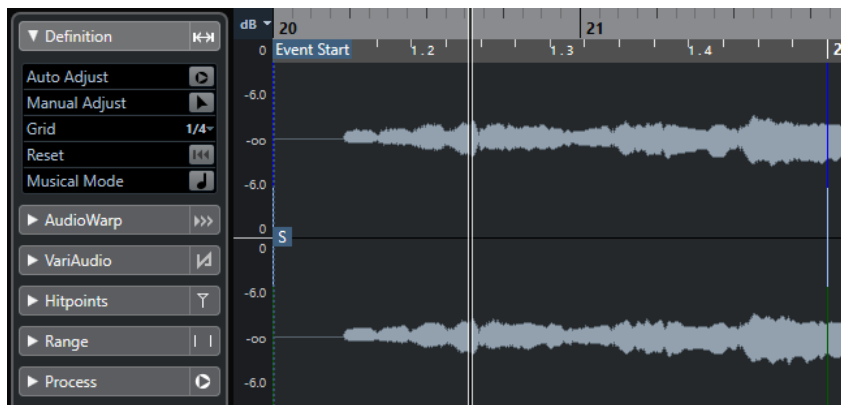 Definition
Auto Adjust
Manual Adjust
Grid 1/4
Reset
Musical Mode
AudioWarp
VariAudio
Hitpoints
Range
Process
dB 20 21
0 Event Start 1.2 1.3 1.4 2
-6.0
-oo
-6.0
0
S
0
-6.0
-oo
-6.0